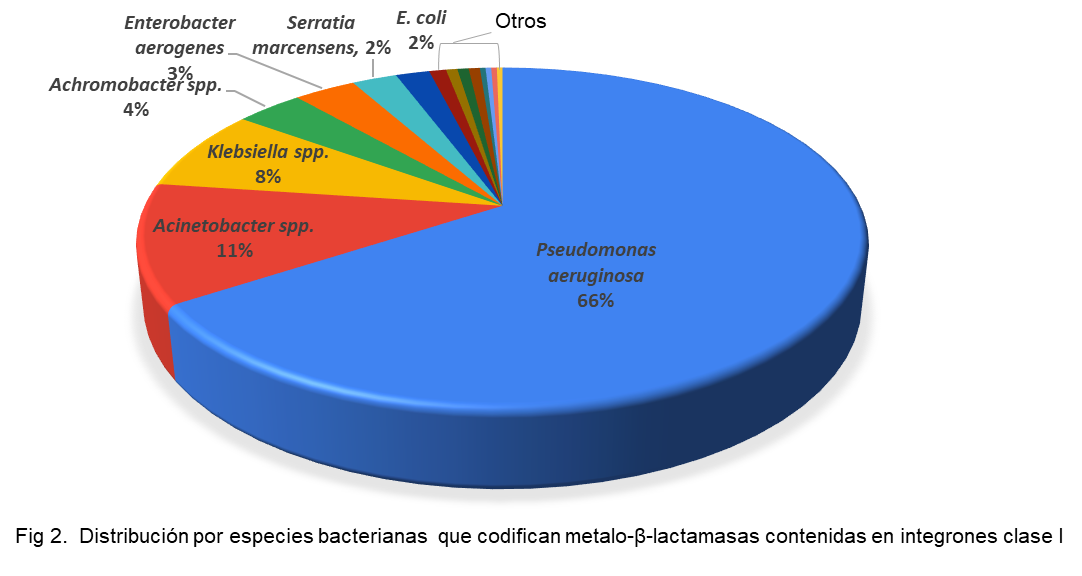 Enterobacter
aerogenes
3%
Serratia
marcensens, 2%
E. coli
2%
Otros
Achromobacter spp.
4%
Klebsiella spp.
8%
Acinetobacter spp.
11%
Pseudomonas
aeruginosa
66%
Fig 2.  Distribución por especies bacterianas  que codifican metalo-β-lactamasas contenidas en integrones clase I